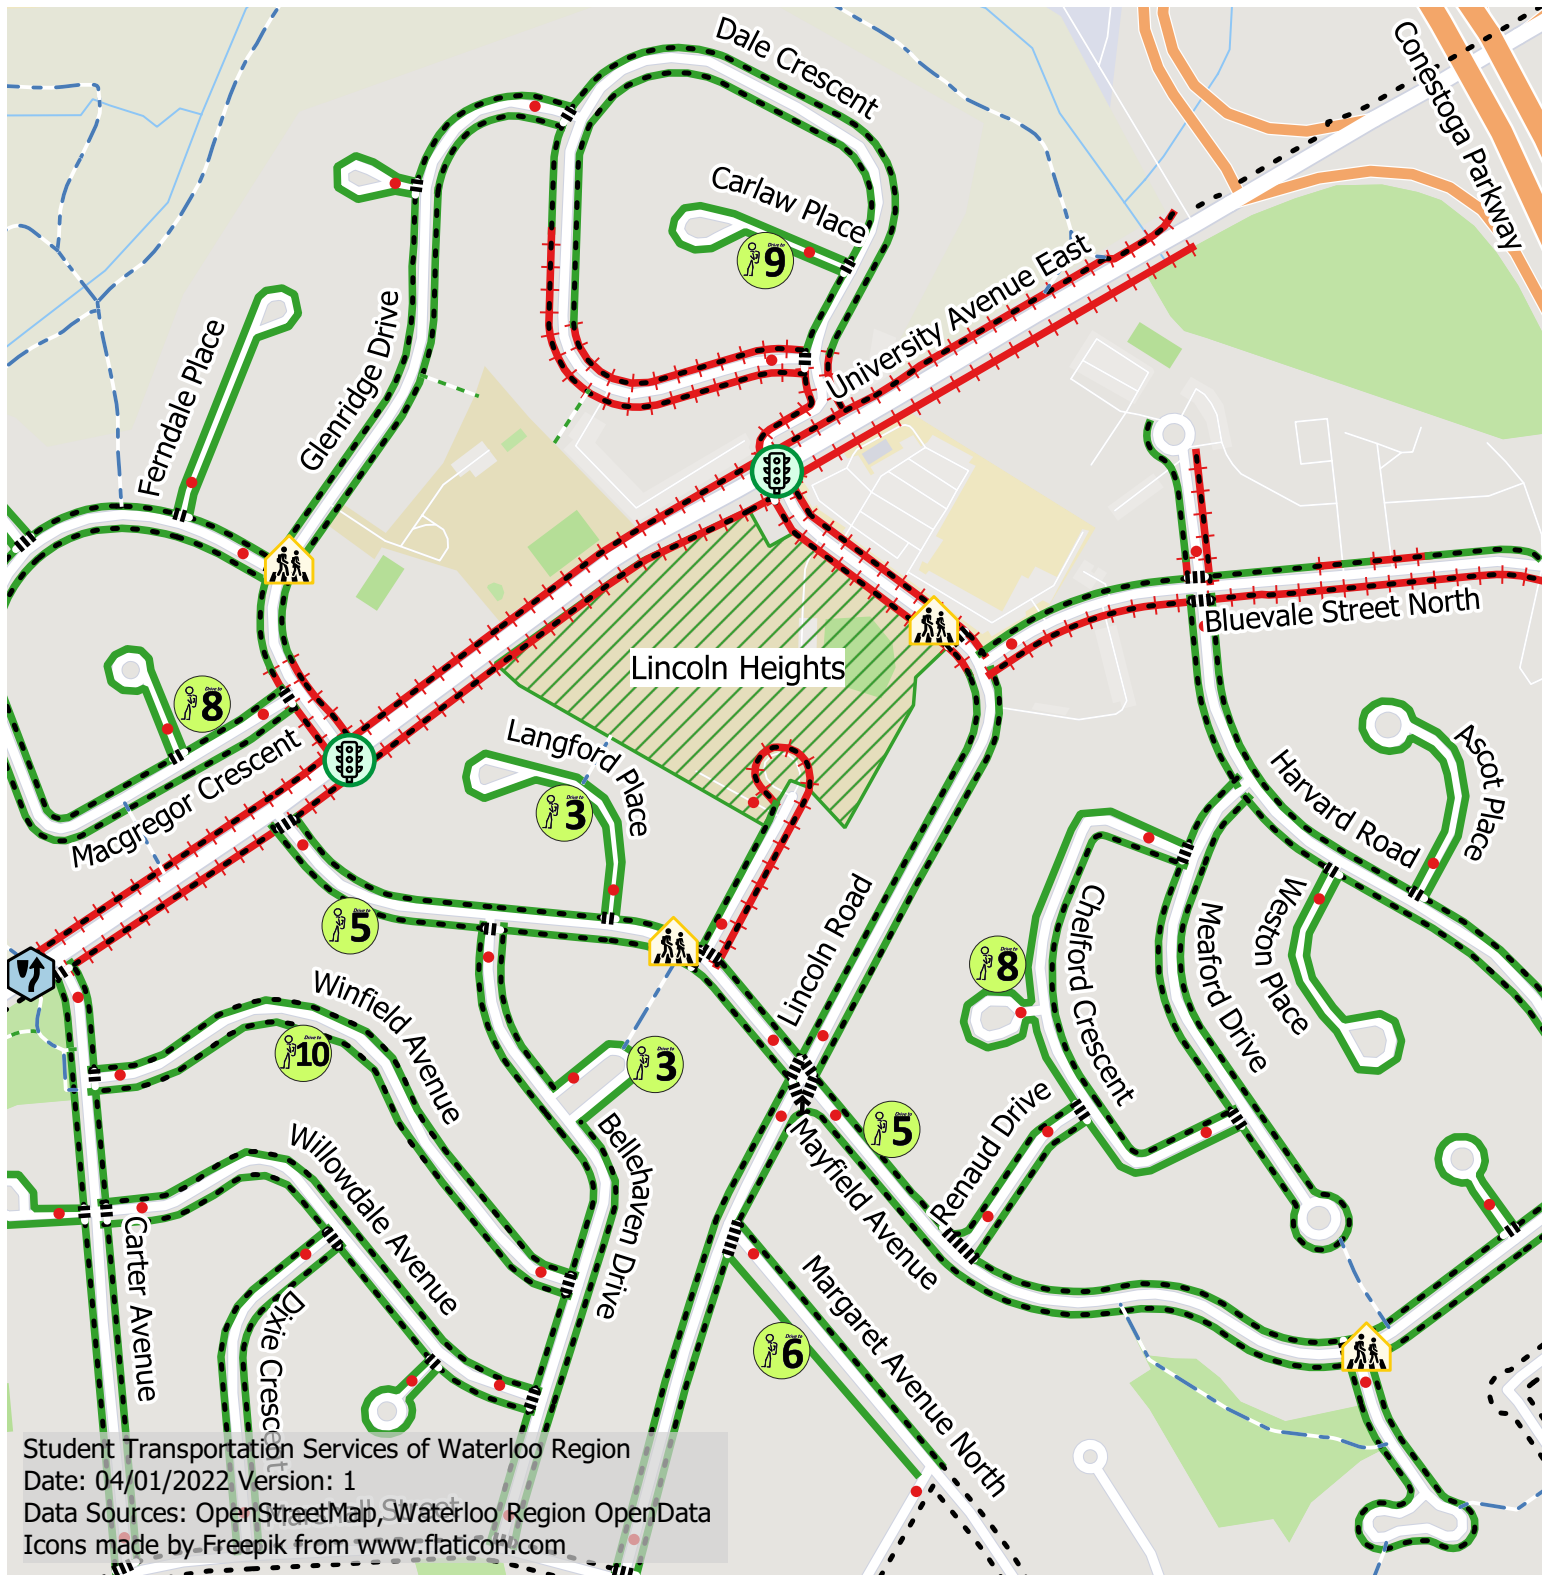 Dale Crescent
Conestoga Parkway
Carlaw Place
9
University Avenue East
Glenridge Drive
Ferndale Place
Bluevale Street North
Lincoln Heights
8
Macgregor Crescent
Langford Place
3
Harvard Road
Ascot Place
5
Lincoln Road
Chelford Crescent
Meaford Drive
Weston Place
8
Winfield Avenue
10
3
5
Renaud Drive
Mayfield Avenue
Bellehaven Drive
Willowdale Avenue
Carter Avenue
Dixie Crescent
6
Margaret Avenue North
Marshall Street
Student Transportation Services of Waterloo Region
Date: 04/01/2022 Version: 1
Data Sources: OpenStreetMap, Waterloo Region OpenData
Icons made by Freepik from www.flaticon.com